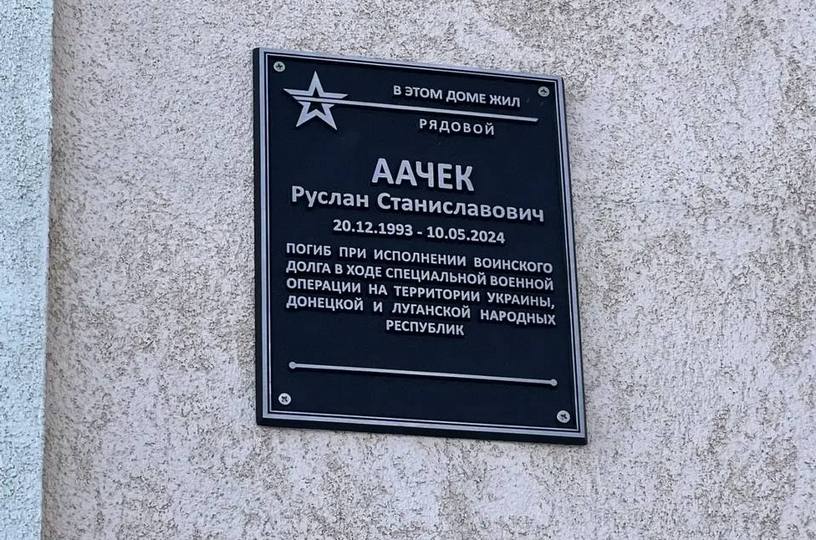 В ЭТОМ ДОМЕ ЖИЛ
РЯДОВОЙ
ААЧЕК
Руслан Станиславович
20.12.1993 - 10.05.2024
ПОГИБ ПРИ ИСПОЛНЕНИИ ВОИНСКОГО
ДОЛГА В ХОДЕ СПЕЦИАЛЬНОЙ ВОЕННОЙ
ОПЕРАЦИИ НА ТЕРРИТОРИИ УКРАИНЫ,
ДОНЕЦКОЙ И ЛУГАНСКОЙ НАРОДНЫХ
РЕСПУБЛИК